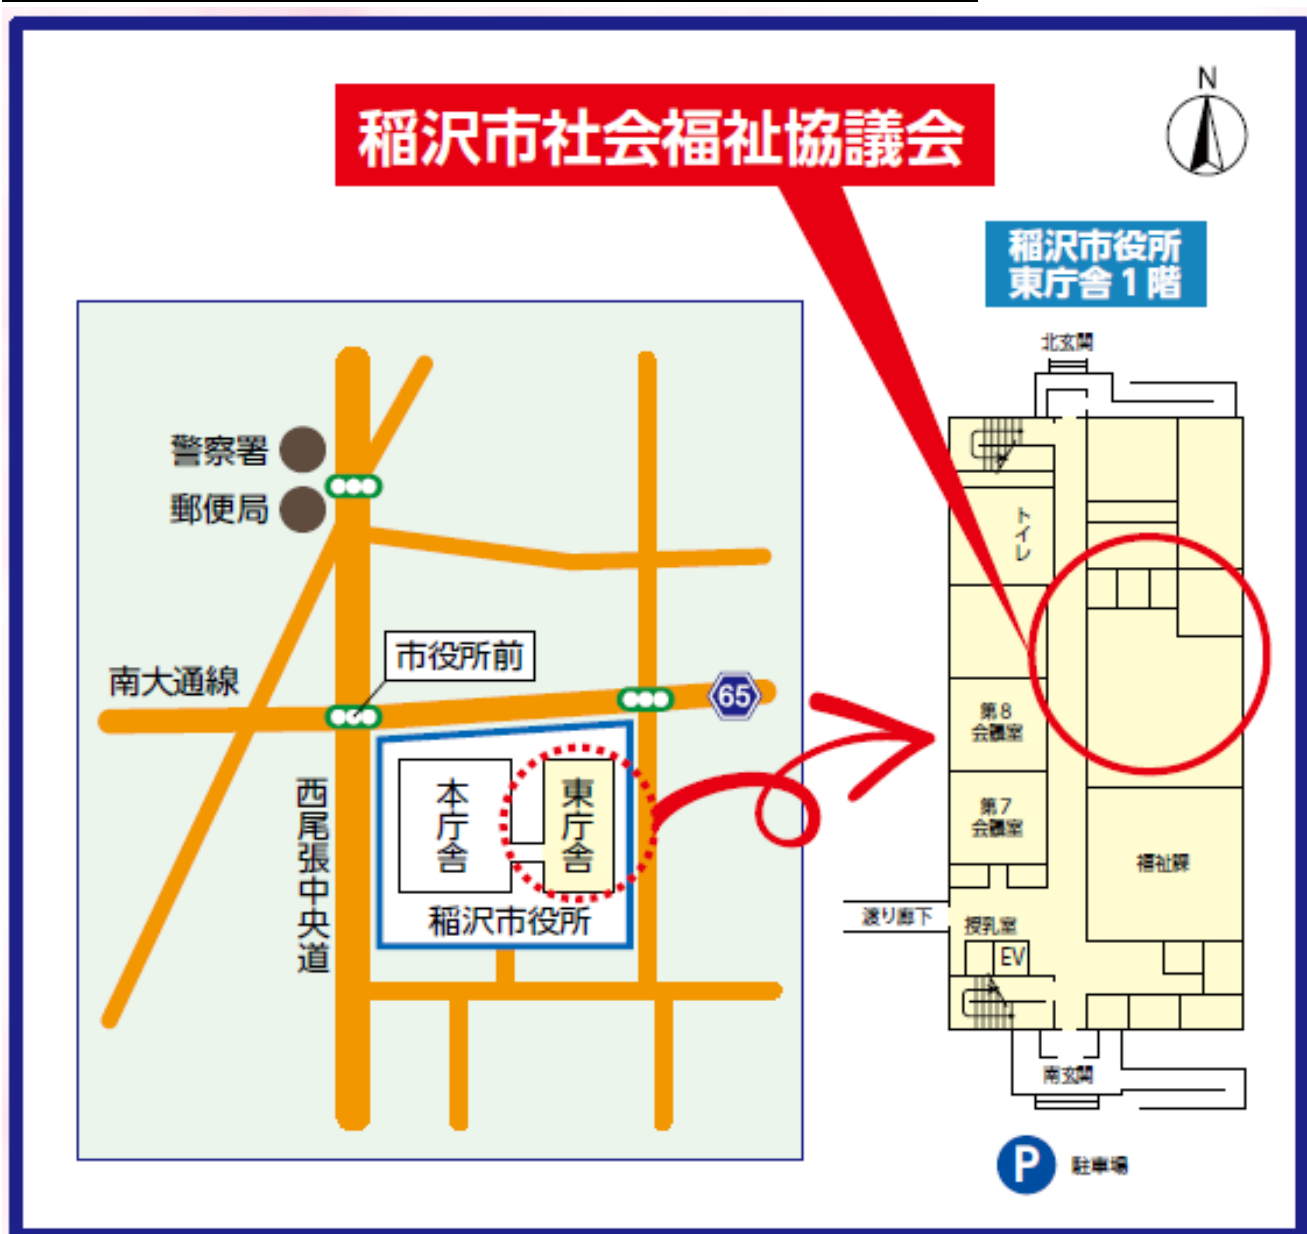 稲沢市社会福祉協議会
N
稲沢市役所
東庁舎1階
北玄関
警察署
郵便局
トイレ
市役所前
南大通線
65
第8
会議室
西尾張中央道
本庁舎
東庁舎
第7
会議室
福祉課
稲沢市役所
渡り廊下
授乳室
EV
南玄関
P
駐車場